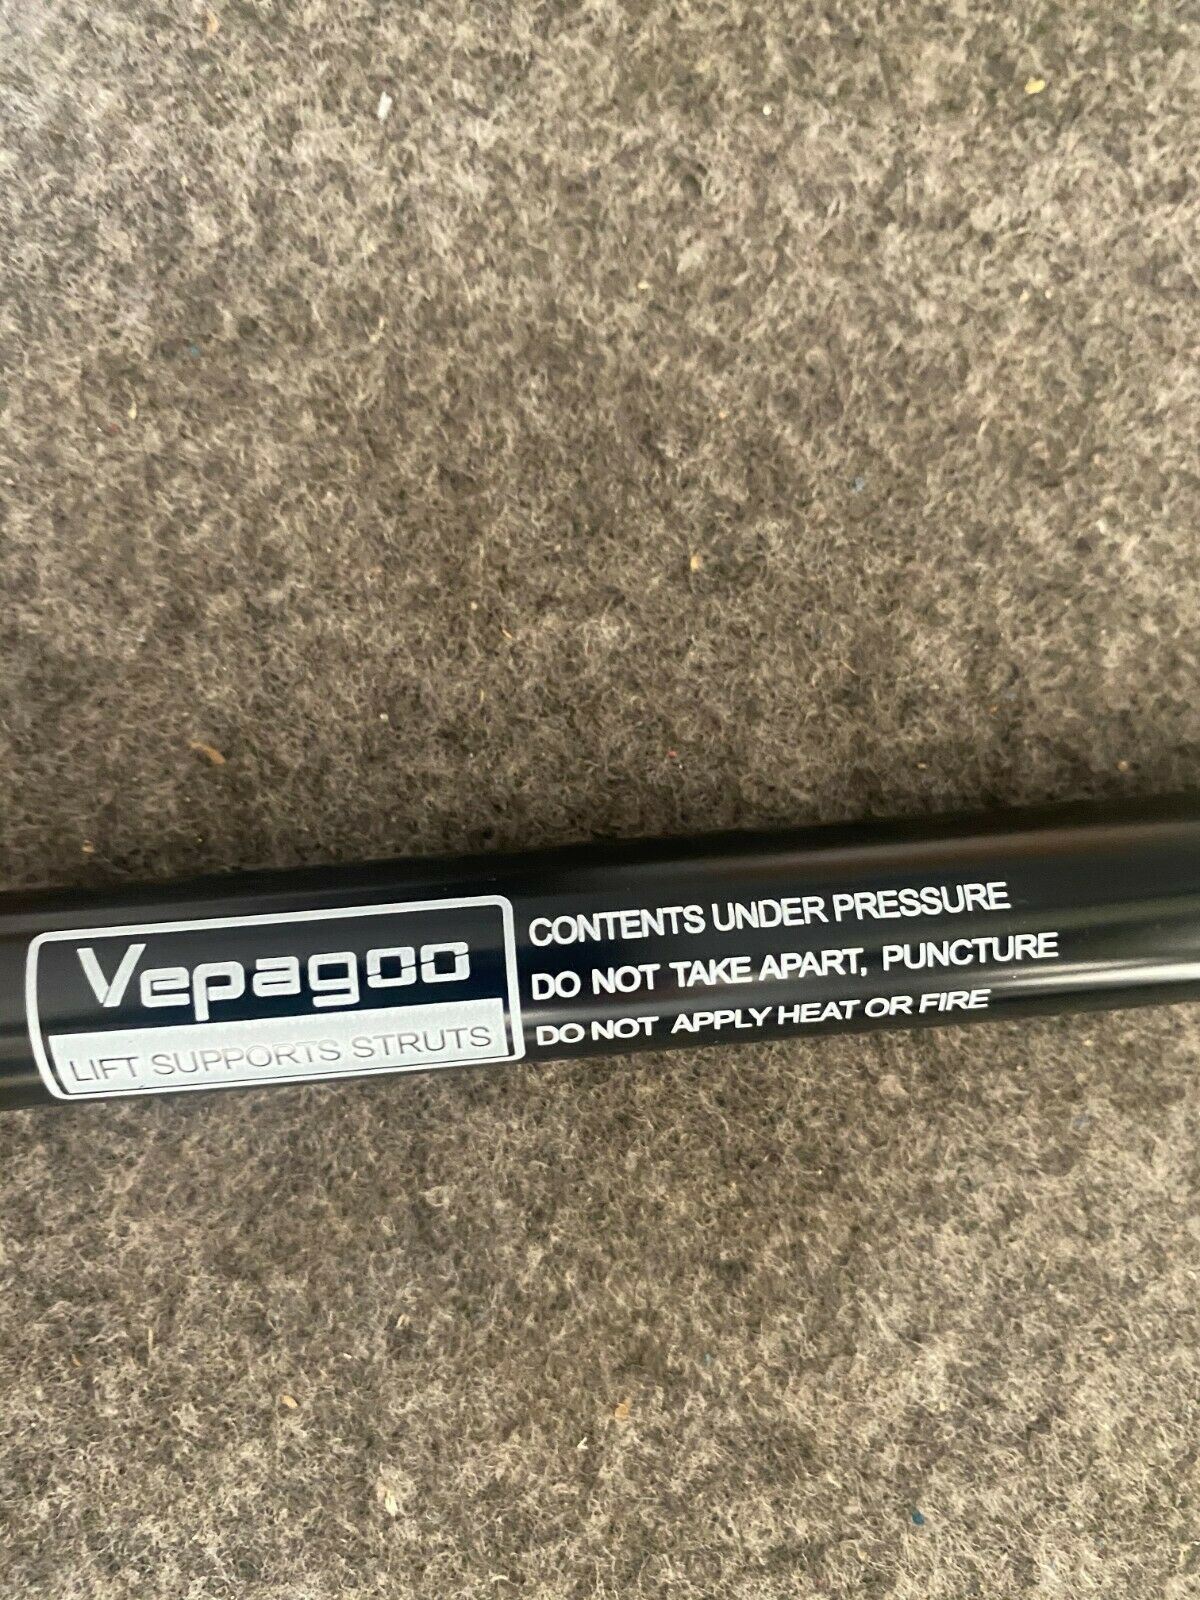 Vepagoo
LIFT SUPPORTS STRUTS
CONTENTS UNDER PRESSURE
DO NOT TAKE APART, PUNCTURE
DO NOT APPLY HEAT OR FIRE